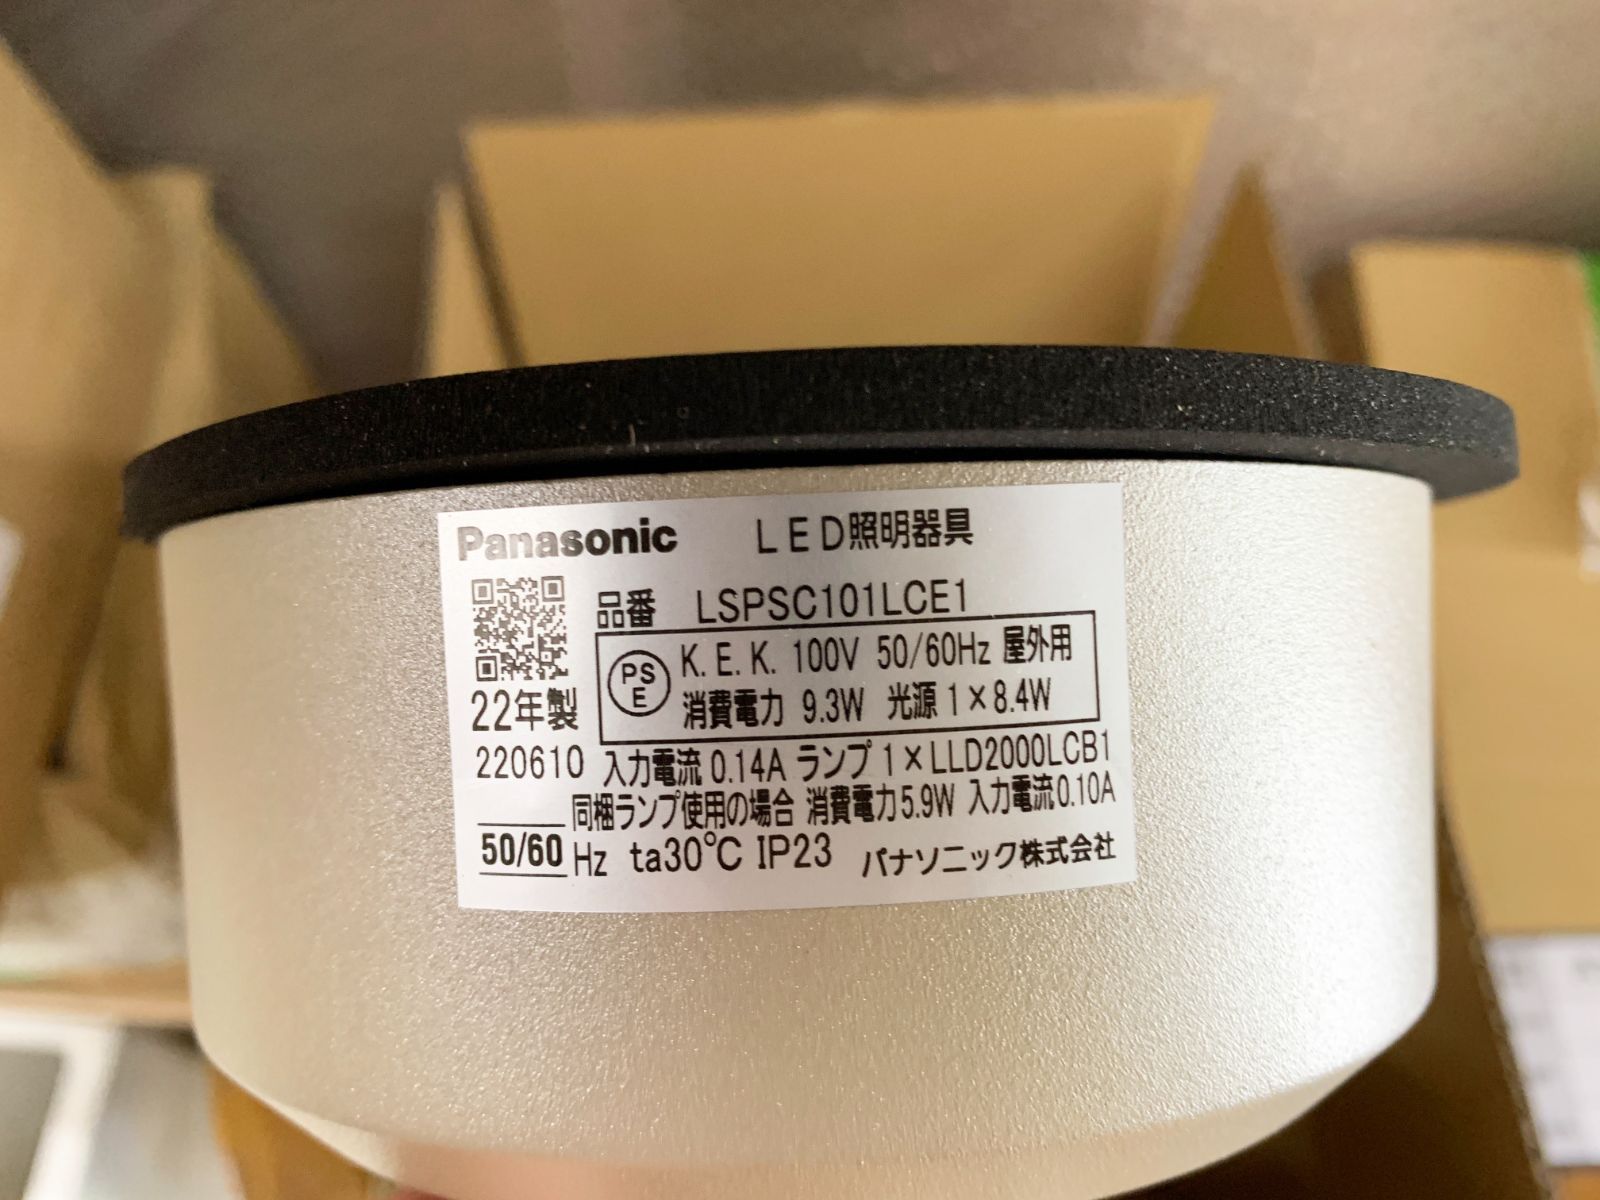 Panasonic LED照明器具
品番 LSPSC101LCE1
PS E K.E.K. 100V 50/60Hz 屋外用
消費電力 9.3W 光源 1×8.4W
22年製
220610 入力電流 0.14A ランプ 1×LLD2000LCB1
同梱ランプ使用の場合 消費電力5.9W 入力電流0.10A
50/60 Hz ta30℃ IP23 パナソニック株式会社